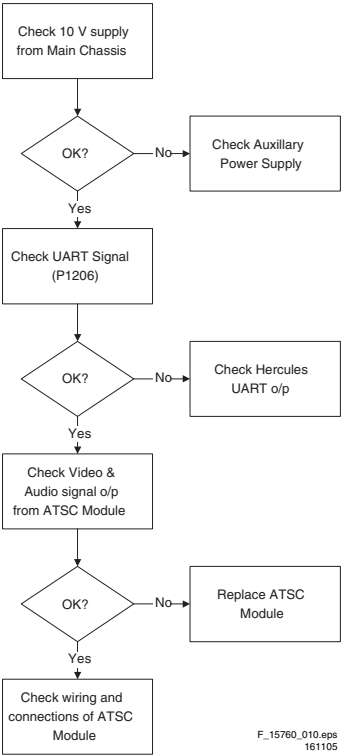 Check 10 V supply
from Main Chassis
OK?
No
Check Auxillary
Power Supply
Yes
Check UART Signal
(P1206)
OK?
No
Check Hercules
UART o/p
Yes
Check Video &
Audio signal o/p
from ATSC Module
OK?
No
Replace ATSC
Module
Yes
Check wiring and
connections of ATSC
Module
F_15760_010.eps
161105